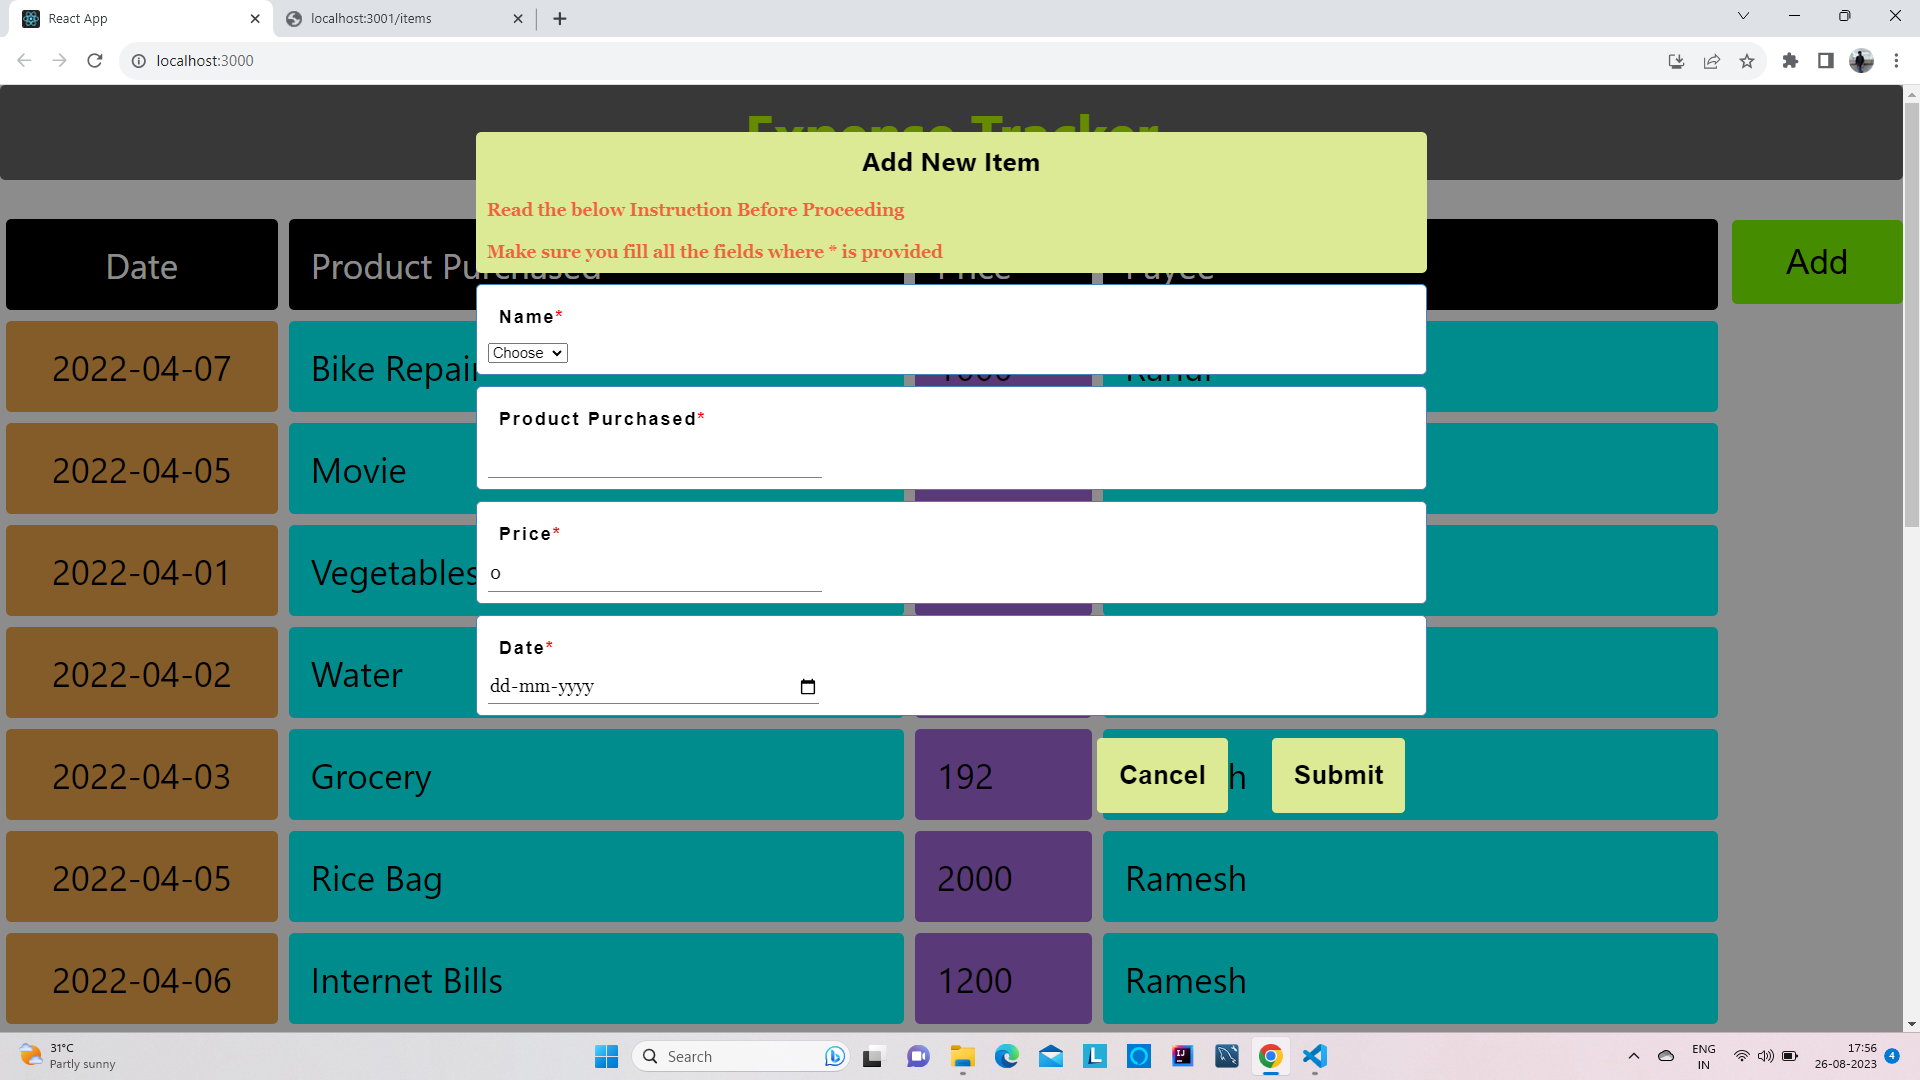 React App
localhost:3001/items
localhost:3000
Expense Tracker
Add New Item
Read the below Instruction Before Proceeding
Make sure you fill all the fields where * is provided
Date
Product Purchased
Price
Payee
Add
Name*
Choose
Product Purchased*
Price*
0
Date*
dd-mm-yyyy
Cancel
Submit
2022-04-07
Bike Repair
2022-04-05
Movie
2022-04-01
Vegetables
2022-04-02
Water
2022-04-03
Grocery
192
h
2022-04-05
Rice Bag
2000
Ramesh
2022-04-06
Internet Bills
1200
Ramesh
31°C
Partly sunny
Search
ENG
IN
17:56
26-08-2023
4